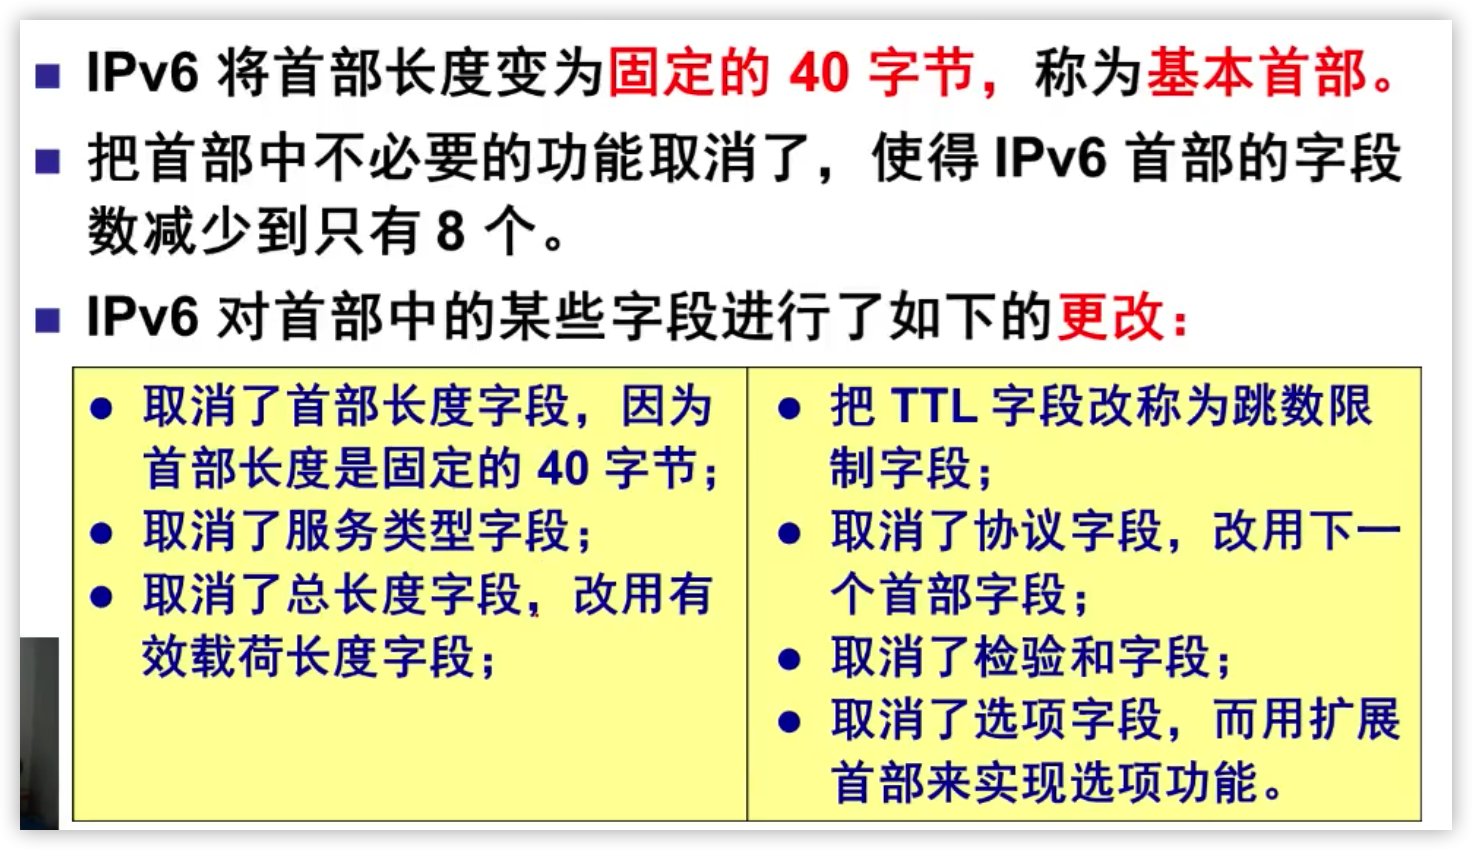 IPv6 将首部长度变为固定的 40 字节，称为基本首部。
把首部中不必要的功能取消了，使得 IPv6 首部的字段
数减少到只有 8 个。
IPv6 对首部中的某些字段进行了如下的更改：
取消了首部长度字段，因为
首部长度是固定的 40 字节；
取消了服务类型字段；
取消了总长度字段，改用有
效载荷长度字段；
把 TTL 字段改称为跳数限
制字段；
取消了协议字段，改用下一
个首部字段；
取消了检验和字段；
取消了选项字段，而用扩展
首部来实现选项功能。